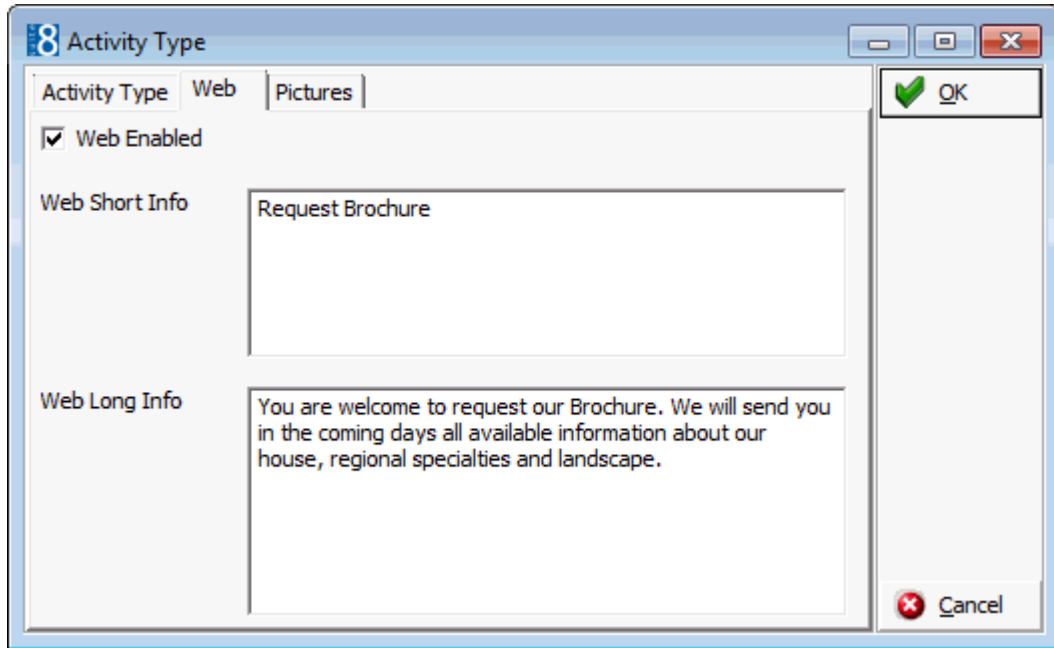 8 Activity Type
Activity Type Web Pictures
OK
Web Enabled
Web Short Info
Request Brochure
Web Long Info
You are welcome to request our Brochure. We will send you
in the coming days all available information about our
house, regional specialties and landscape.
Cancel